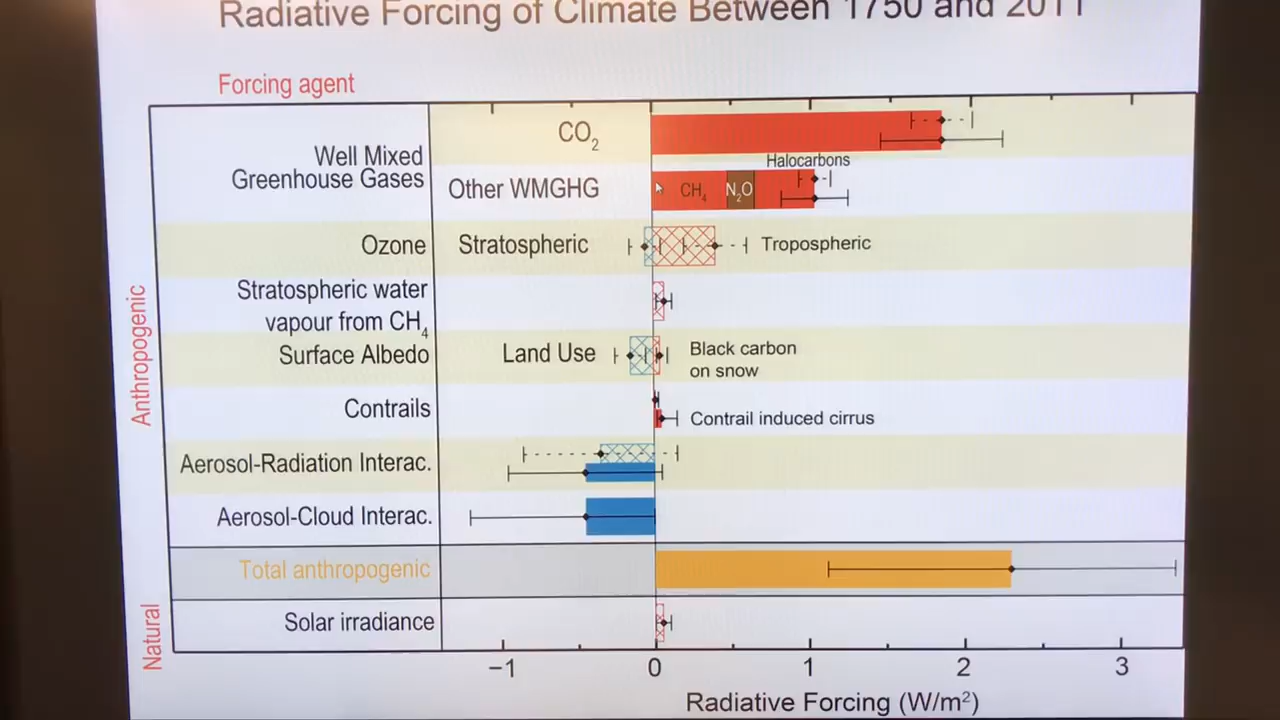 Radiative Forcing of Climate Between 1750 and 2011
Forcing agent
CO₂
Well Mixed
Greenhouse Gases
Halocarbons
Other WMGHG
CH₄
N₂O
Ozone
Stratospheric
Tropospheric
Stratospheric water
vapour from CH₄
Surface Albedo
Land Use
Black carbon
on snow
Contrails
Contrail induced cirrus
Aerosol-Radiation Interac.
Aerosol-Cloud Interac.
Anthropogenic
Total anthropogenic
Natural
Solar irradiance
−1
0
1
2
3
Radiative Forcing (W/m²)